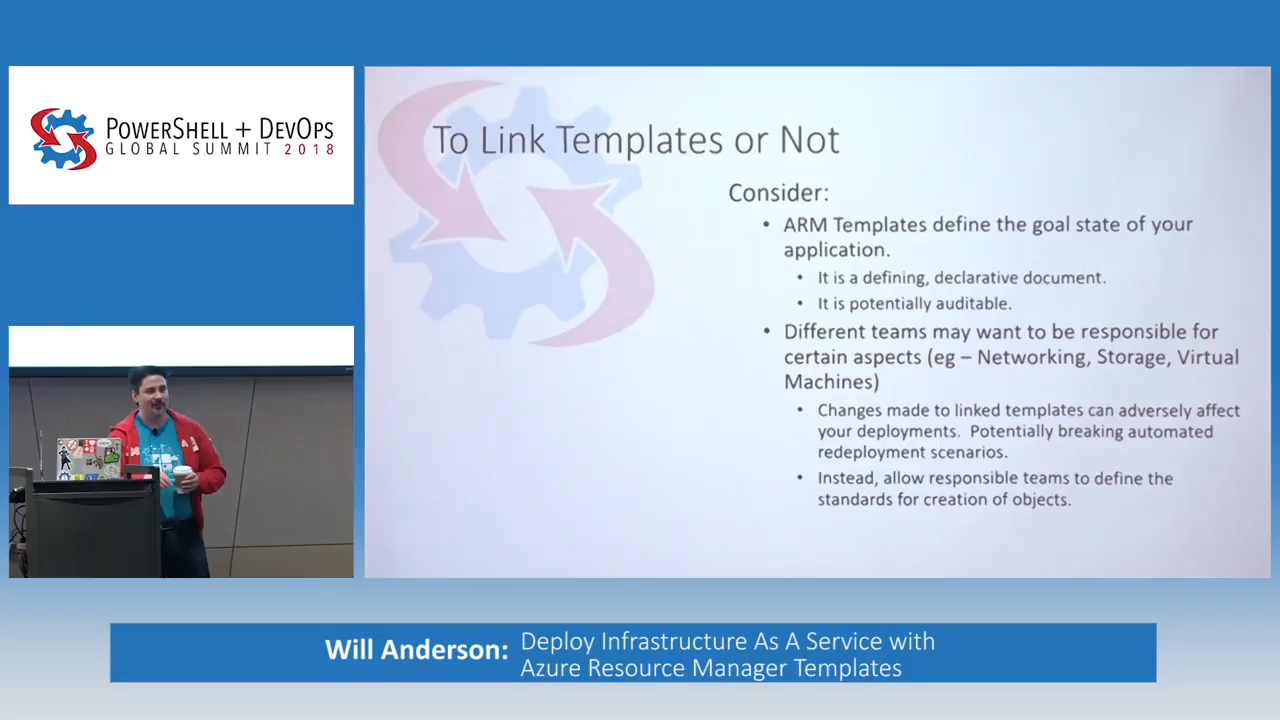 POWERSHELL + DEVOPS
GLOBAL SUMMIT 2018
To Link Templates or Not
Consider:
• ARM Templates define the goal state of your
application.
• It is a defining, declarative document.
• It is potentially auditable.
• Different teams may want to be responsible for
certain aspects (eg – Networking, Storage, Virtual
Machines)
• Changes made to linked templates can adversely affect
your deployments. Potentially breaking automated
redeployment scenarios.
• Instead, allow responsible teams to define the
standards for creation of objects.
Will Anderson: Deploy Infrastructure As A Service with
Azure Resource Manager Templates